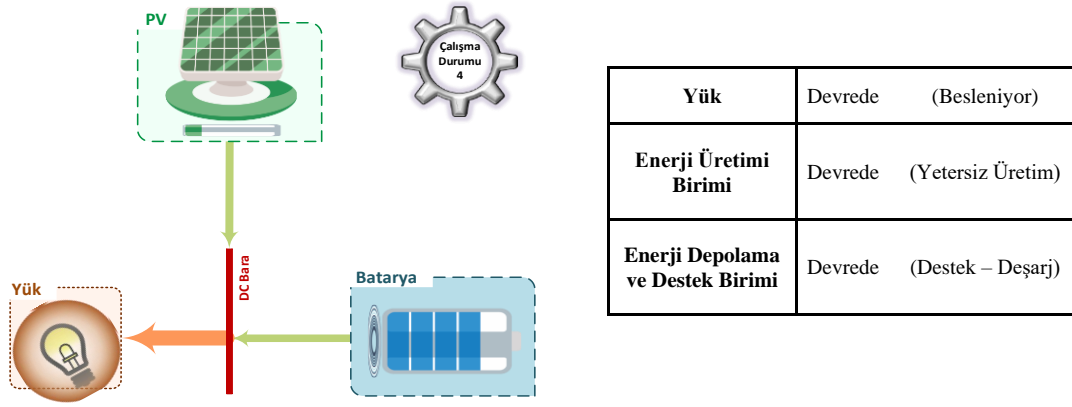 PV
Çalışma
Durumu
4
DC Bara
Yük
Batarya
Yük Devrede (Besleniyor)
Enerji Üretimi
Birimi Devrede (Yetersiz Üretim)
Enerji Depolama
ve Destek Birimi Devrede (Destek – Deşarj)